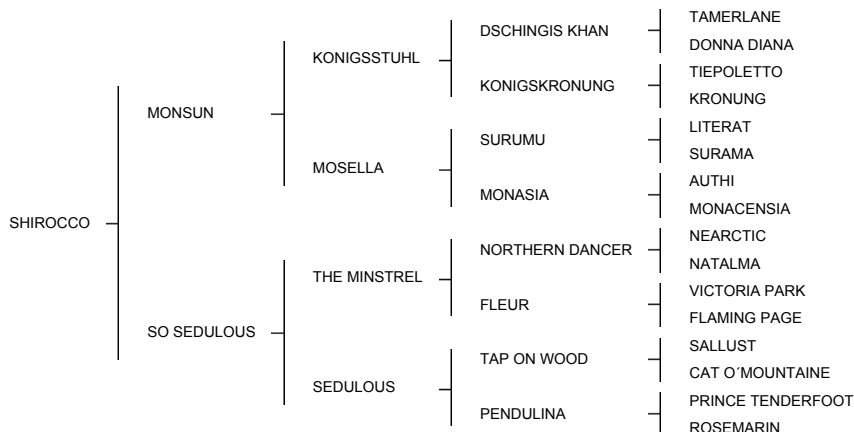 TAMERLANE
DSCHINGIS KHAN
DONNA DIANA
KONIGSSTUHL
TIEPOLETTO
KONIGSKRONUNG
KRONUNG
MONSUN
LITERAT
SURUMU
SURAMA
MOSELLA
AUTHI
MONASIA
MONACENSIA
SHIROCCO
NEARCTIC
NORTHERN DANCER
NATALMA
THE MINSTREL
VICTORIA PARK
FLEUR
FLAMING PAGE
SO SEDULOUS
SALLUST
TAP ON WOOD
CAT O´MOUNTAINE
SEDULOUS
PRINCE TENDERFOOT
PENDULINA
ROSEMARIN